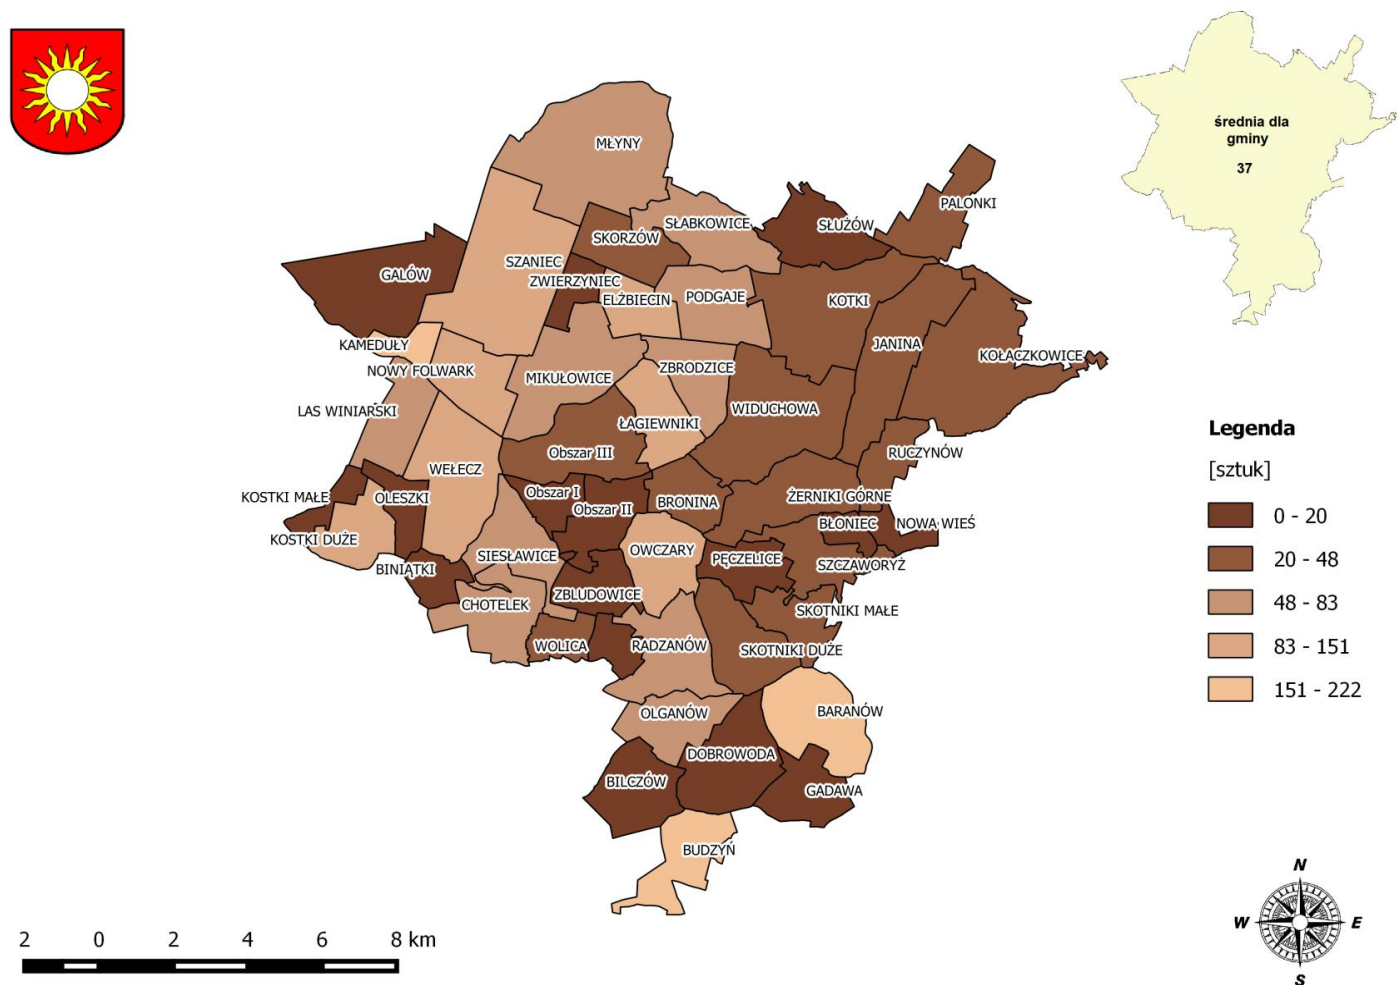 średnia dla
gminy
37
MŁYNY
PALONKI
SŁABKOWICE
SŁUŻÓW
SKORZÓW
SZANIEC
GALÓW
ZWIERZYNIEC
ELŻBIECIN
PODGAJE
KOTKI
KAMEDUŁY
JANINA
KOŁACZKOWICE
NOWY FOLWARK
MIKUŁOWICE
ZBRODZICE
LAS WINIARSKI
WIDUCHOWA
ŁAGIEWNIKI
Obszar III
RUCZYNÓW
WEŁECZ
KOSTKI MAŁE
OLESZKI
Obszar I
BRONINA
ŻERNIKI GÓRNE
Obszar II
BŁONIEC
NOWA WIEŚ
KOSTKI DUŻE
SIESŁAWICE
OWCZARY
PĘCZELICE
SZCZAWORYŻ
BINIĄTKI
ZBLUDOWICE
CHOTELEK
SKOTNIKI MAŁE
WOLICA
RADZANÓW
SKOTNIKI DUŻE
OLGANÓW
BARANÓW
DOBROWODA
BILCZÓW
GADAWA
BUDZYŃ
Legenda
[sztuk]
0 - 20
20 - 48
48 - 83
83 - 151
151 - 222
2 0 2 4 6 8 km
N
W E
S